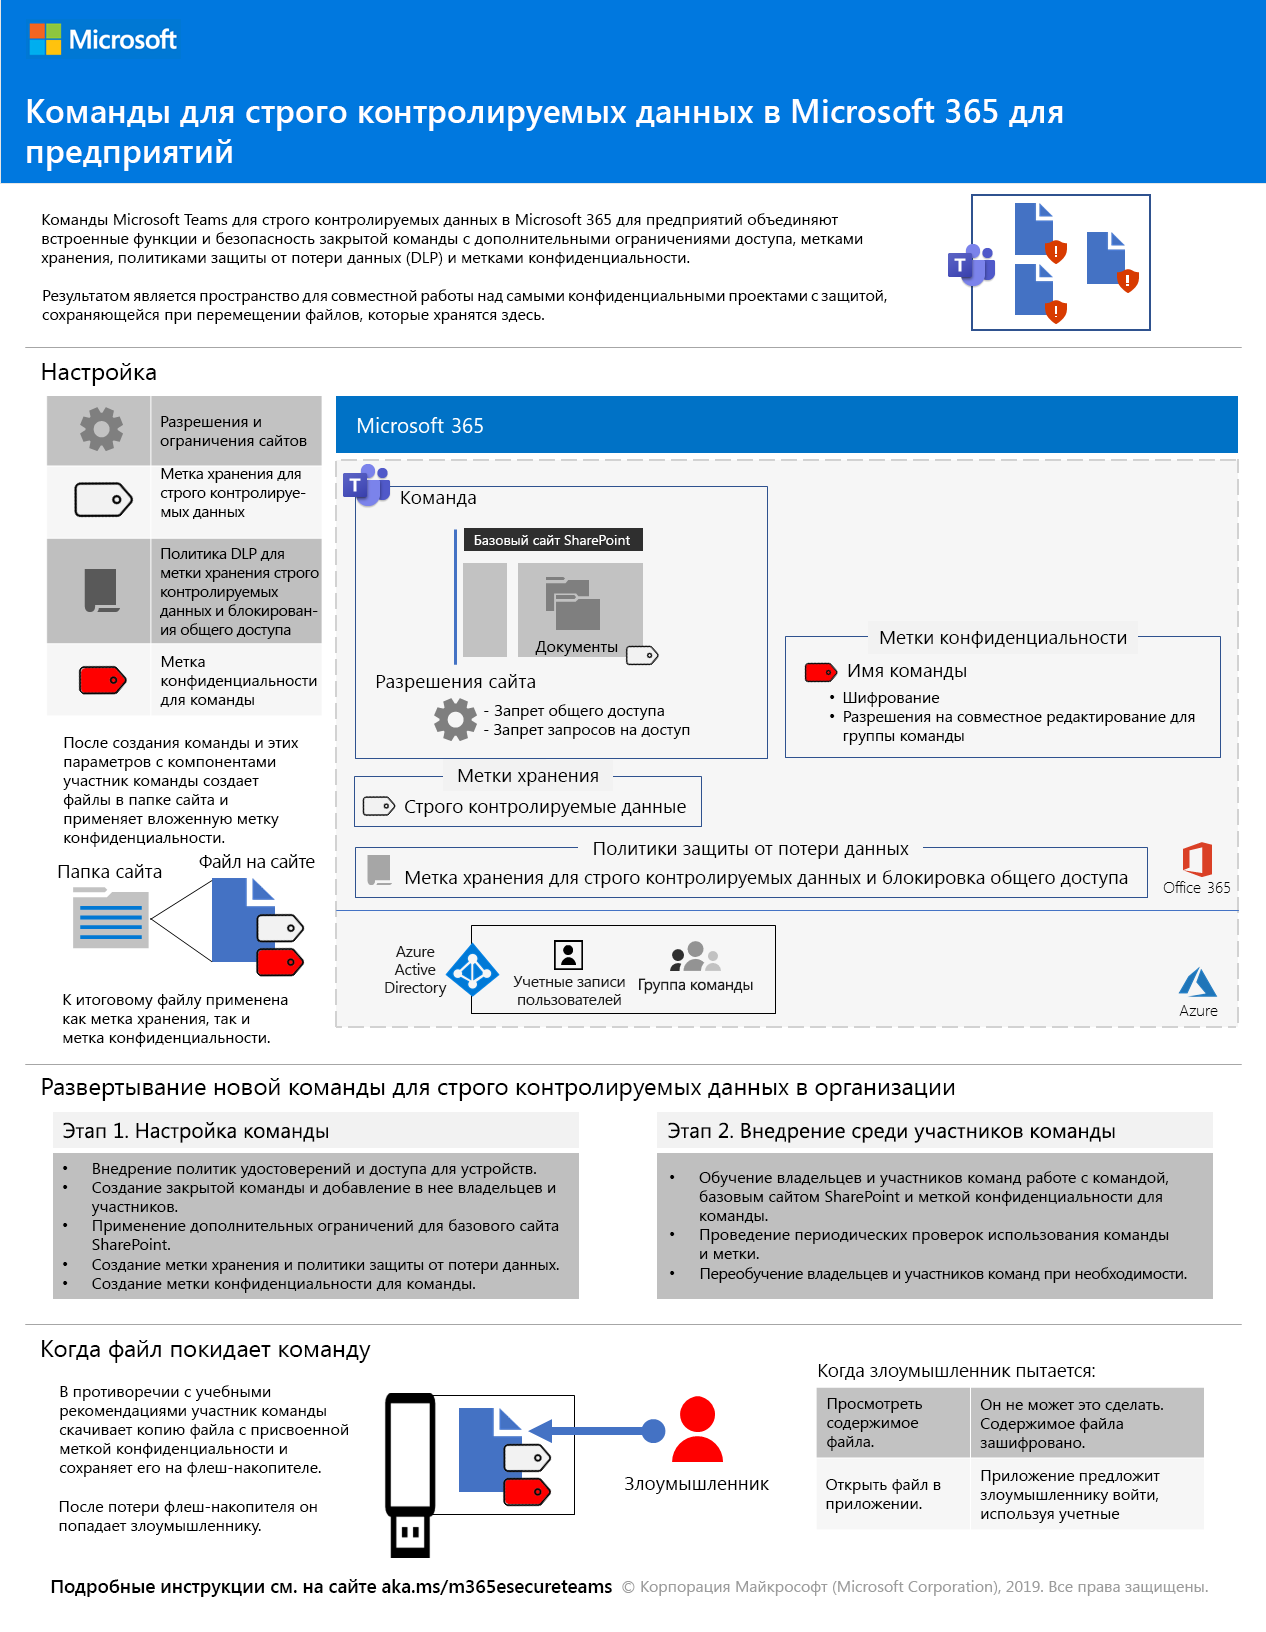 Microsoft
Команды для строго контролируемых данных в Microsoft 365 для
предприятий
Команды Microsoft Teams для строго контролируемых данных в Microsoft 365 для предприятий объединяют
встроенные функции и безопасность закрытой команды с дополнительными ограничениями доступа, метками
хранения, политиками защиты от потери данных (DLP) и метками конфиденциальности.
Результатом является пространство для совместной работы над самыми конфиденциальными проектами с защитой,
сохраняющейся при перемещении файлов, которые хранятся здесь.
T
Настройка
Разрешения и
ограничения сайтов
Метка хранения для
строго контролируе-
мых данных
Политика DLP для
метки хранения строго
контролируемых
данных и блокирован-
ия общего доступа
Метка
конфиденциальности
для команды
После создания команды и этих
параметров с компонентами
участник команды создает
файлы в папке сайта и
применяет вложенную метку
конфиденциальности.
Папка сайта
Файл на сайте
К итоговому файлу применена
как метка хранения, так и
метка конфиденциальности.
Microsoft 365
T
Команда
Базовый сайт SharePoint
Документы
Разрешения сайта
- Запрет общего доступа
- Запрет запросов на доступ
Метки конфиденциальности
Имя команды
• Шифрование
• Разрешения на совместное редактирование для
группы команды
Метки хранения
Строго контролируемые данные
Политики защиты от потери данных
Метка хранения для строго контролируемых данных и блокировка общего доступа
Office 365
Azure
Active
Directory
Учетные записи
пользователей
Группа команды
Azure
Развертывание новой команды для строго контролируемых данных в организации
Этап 1. Настройка команды
• Внедрение политик удостоверений и доступа для устройств.
• Создание закрытой команды и добавление в нее владельцев и
участников.
• Применение дополнительных ограничений для базового сайта
SharePoint.
• Создание метки хранения и политики защиты от потери данных.
• Создание метки конфиденциальности для команды.
Этап 2. Внедрение среди участников команды
• Обучение владельцев и участников команд работе с командой,
базовым сайтом SharePoint и меткой конфиденциальности для
команды.
• Проведение периодических проверок использования команды
и метки.
• Переобучение владельцев и участников команд при необходимости.
Когда файл покидает команду
В противоречии с учебными
рекомендациями участник команды
скачивает копию файла с присвоенной
меткой конфиденциальности и
сохраняет его на флеш-накопителе.
После потери флеш-накопителя он
попадает злоумышленнику.
Злоумышленник
Когда злоумышленник пытается:
Просмотреть
содержимое
файла.
Он не может это сделать.
Содержимое файла
зашифровано.
Открыть файл в
приложении.
Приложение предложит
злоумышленнику войти,
используя учетные
Подробные инструкции см. на сайте aka.ms/m365esecureteams © Корпорация Майкрософт (Microsoft Corporation), 2019. Все права защищены.